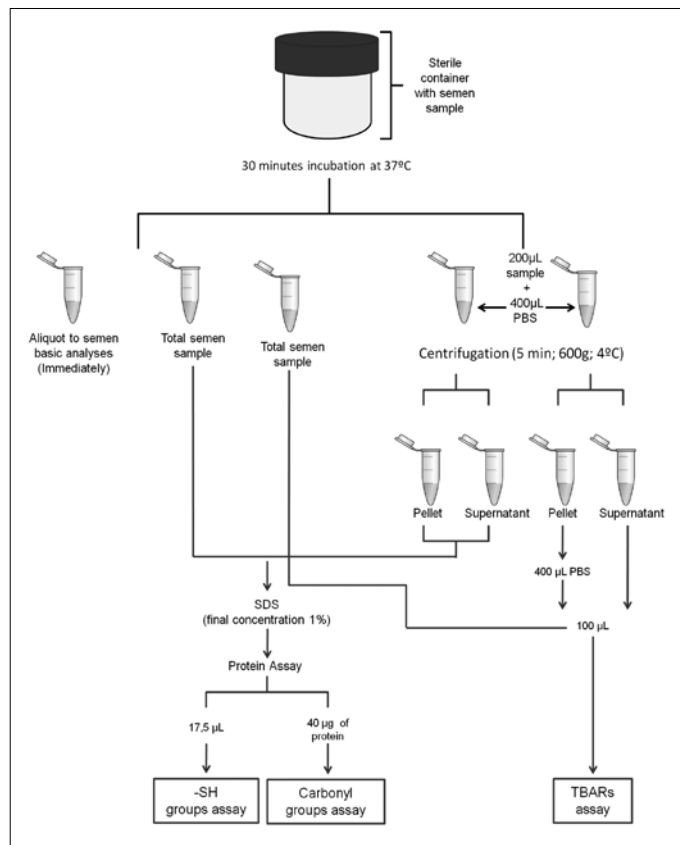 Sterile
container
with semen
sample
30 minutes incubation at 37ºC
200µL
sample
+
400µL
PBS
Aliquot to semen
basic analyses
(Immediately)
Total semen
sample
Total semen
sample
Centrifugation (5 min; 600g; 4ºC)
Pellet
Supernatant
Pellet
Supernatant
400 µL PBS
SDS
(final concentration 1%)
100 µL
Protein Assay
17,5 µL
40 µg of
protein
-SH
groups assay
Carbonyl
groups assay
TBARs
assay